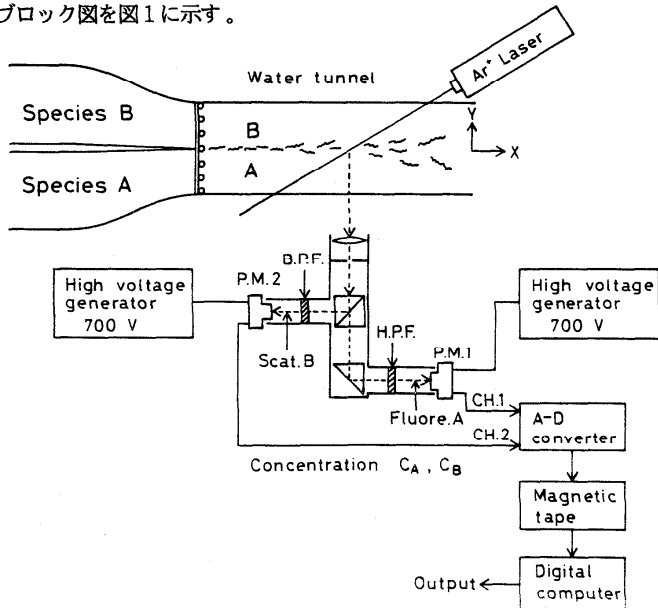 ブロック図を図1に示す。
Water tunnel
Ar⁺ Laser
Species B
B
Y
X
A
Species A
B.P.F.
High voltage
generator
700 V
P.M.2
High voltage
generator
700 V
H.P.F.
P.M.1
Scat.B
Fluore.A
CH.1
CH.2
A-D
converter
Concentration C_A , C_B
Magnetic
tape
Output
Digital
computer